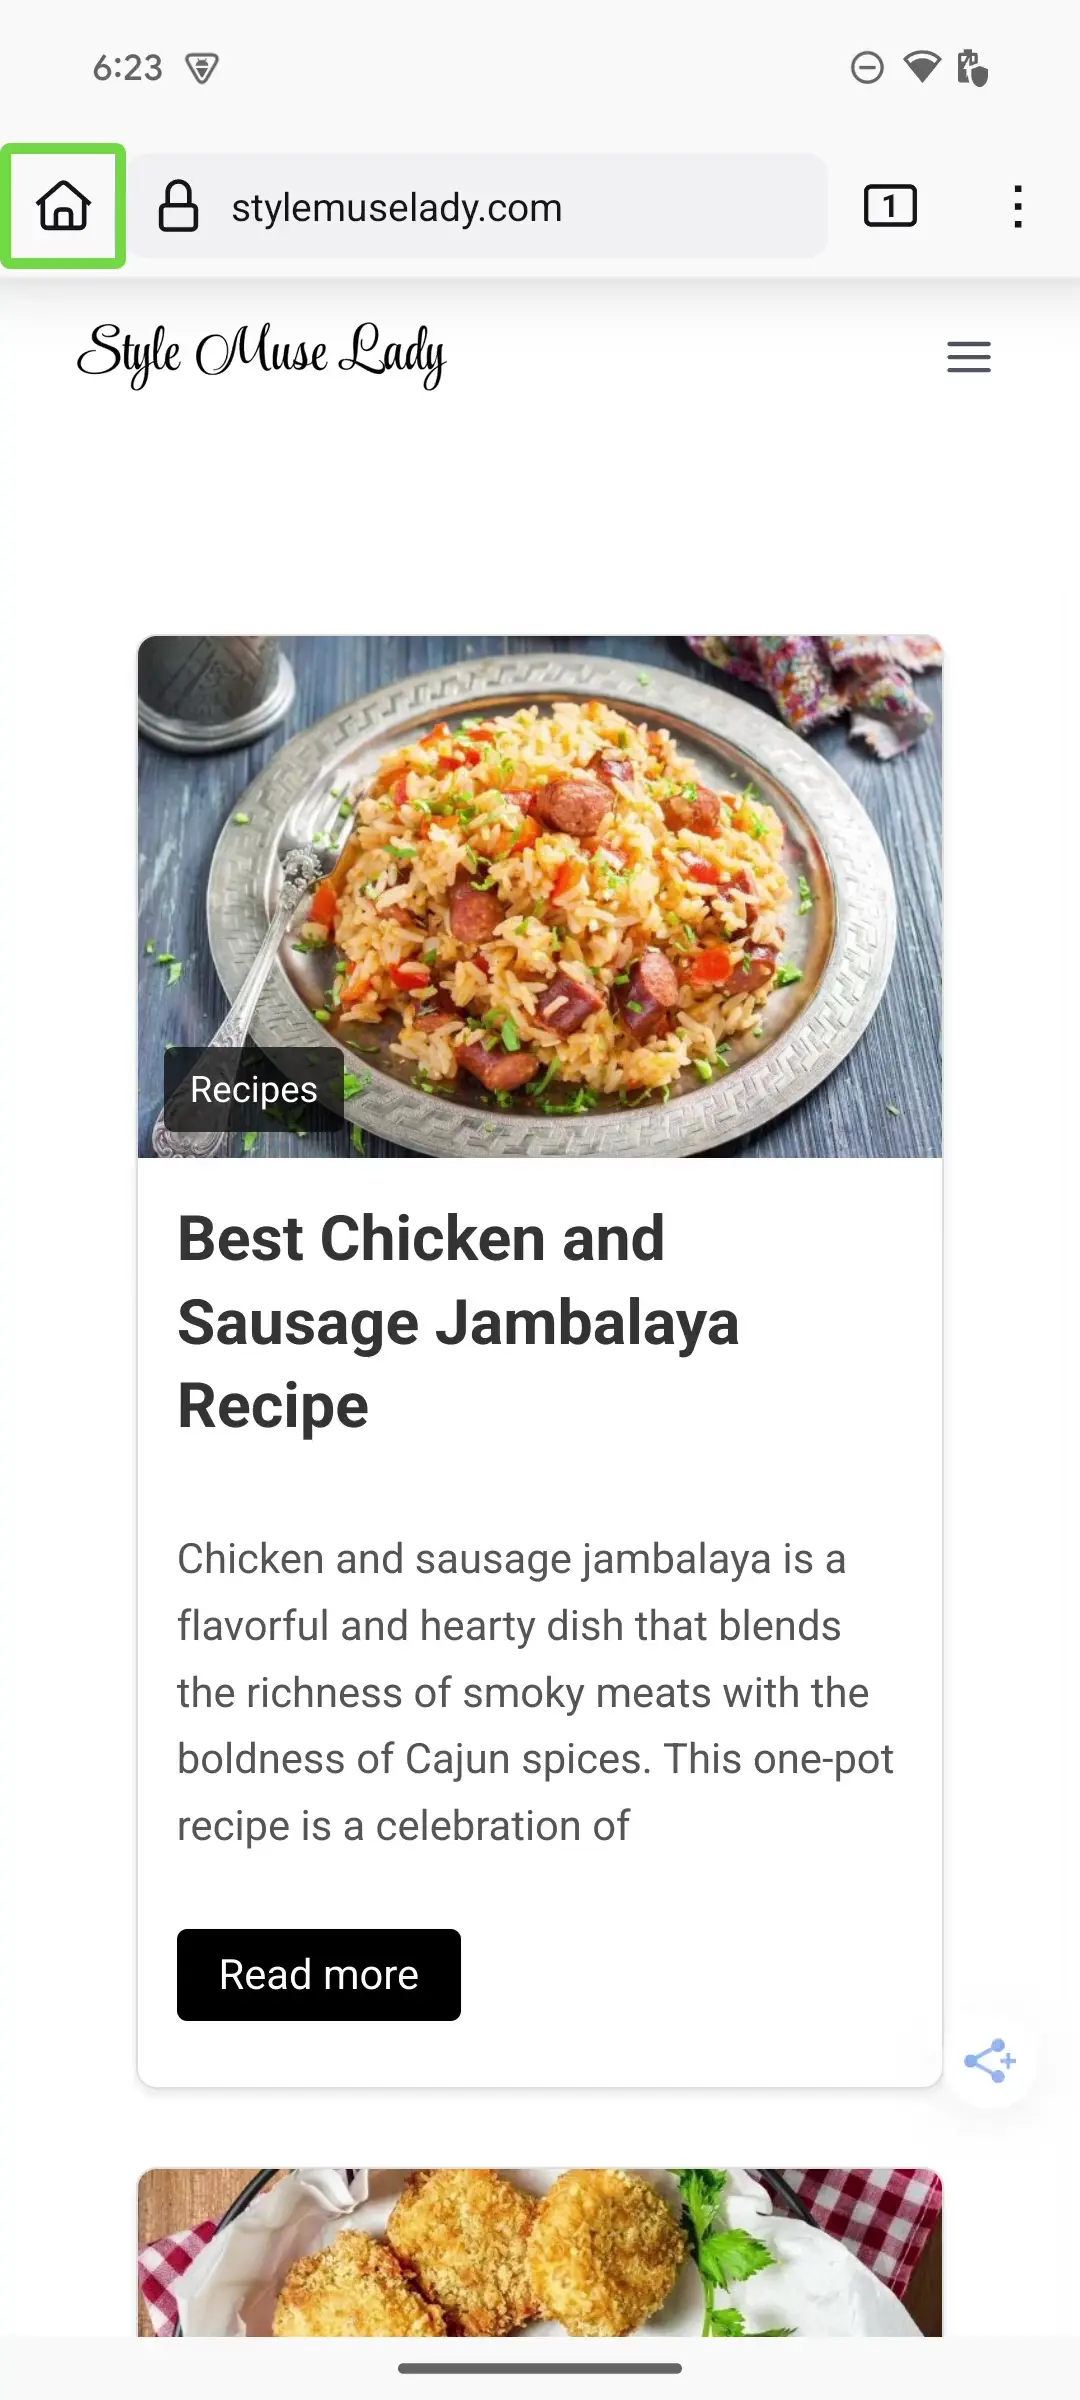 6:23
stylemuselady.com
1
Style Muse Lady
Recipes
Best Chicken and
Sausage Jambalaya
Recipe
Chicken and sausage jambalaya is a
flavorful and hearty dish that blends
the richness of smoky meats with the
boldness of Cajun spices. This one-pot
recipe is a celebration of
Read more